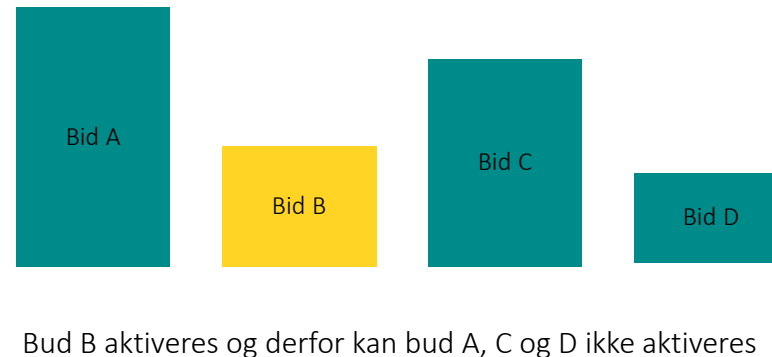 Bid A
Bid B
Bid C
Bid D
Bud B aktiveres og derfor kan bud A, C og D ikke aktiveres